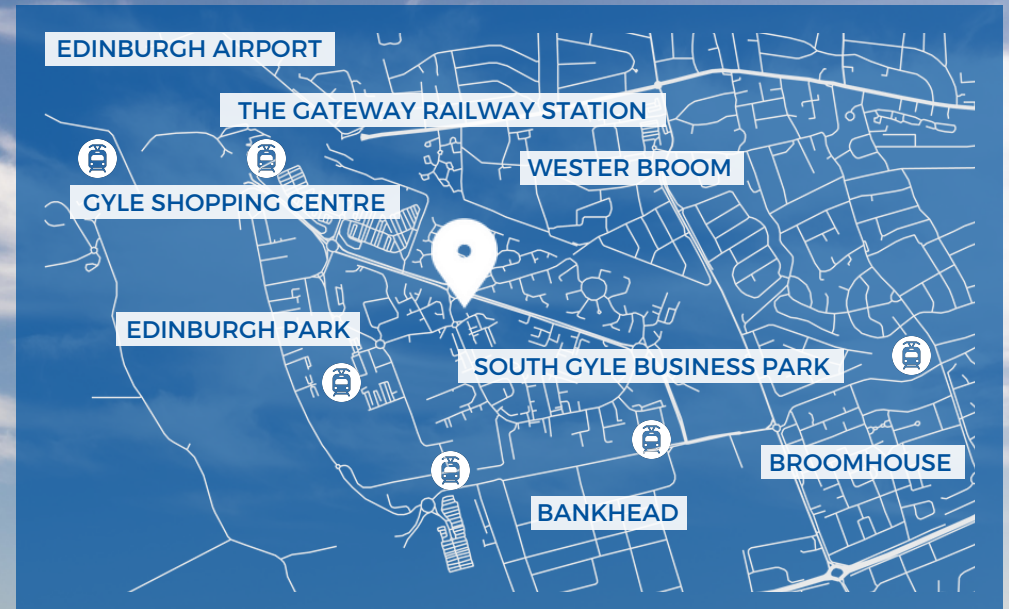 EDINBURGH AIRPORT
THE GATEWAY RAILWAY STATION
WESTER BROOM
GYLE SHOPPING CENTRE
EDINBURGH PARK
SOUTH GYLE BUSINESS PARK
BROOMHOUSE
BANKHEAD